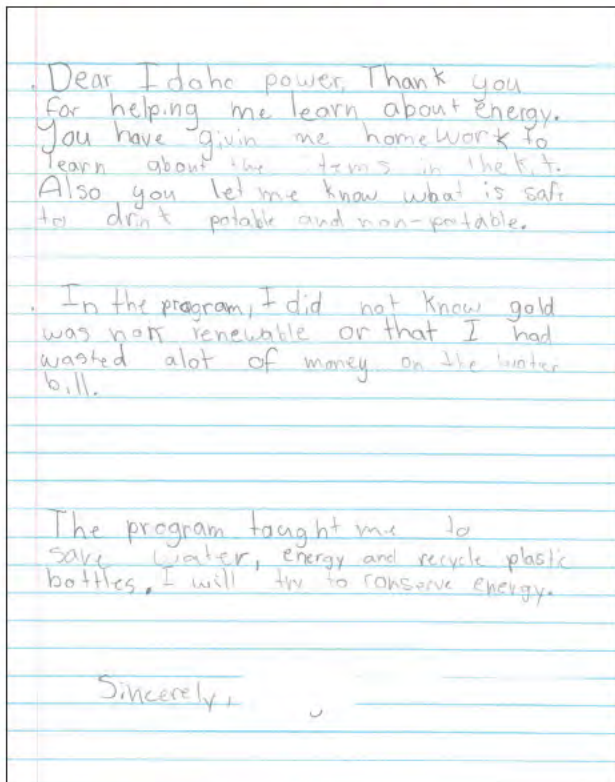 Dear Idaho power, Thank you
for helping me learn about energy.
You have givin me homework to
learn about the items in the kit.
Also you let me know what is safe
to drink potable and non-potable.
In the program, I did not know gold
was non renewable or that I had
wasted alot of money on the water
bill.
The program taught me to
save water, energy and recycle plastic
bottles. I will try to conserve energy.
Sincerely,